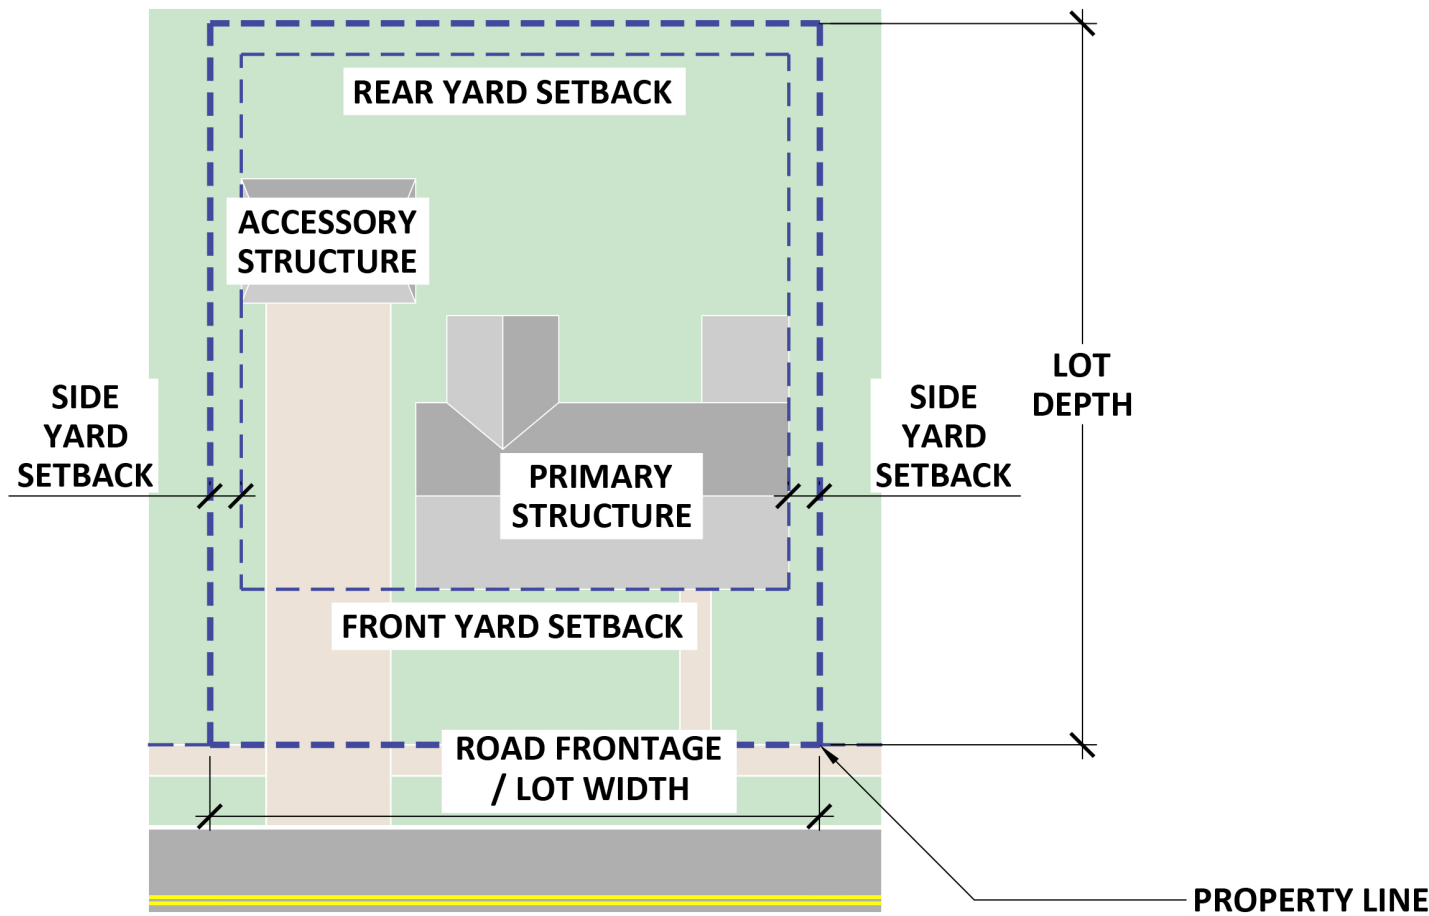 REAR YARD SETBACK
ACCESSORY
STRUCTURE
LOT
DEPTH
SIDE
YARD
SETBACK
SIDE
YARD
SETBACK
PRIMARY
STRUCTURE
FRONT YARD SETBACK
ROAD FRONTAGE
/ LOT WIDTH
PROPERTY LINE